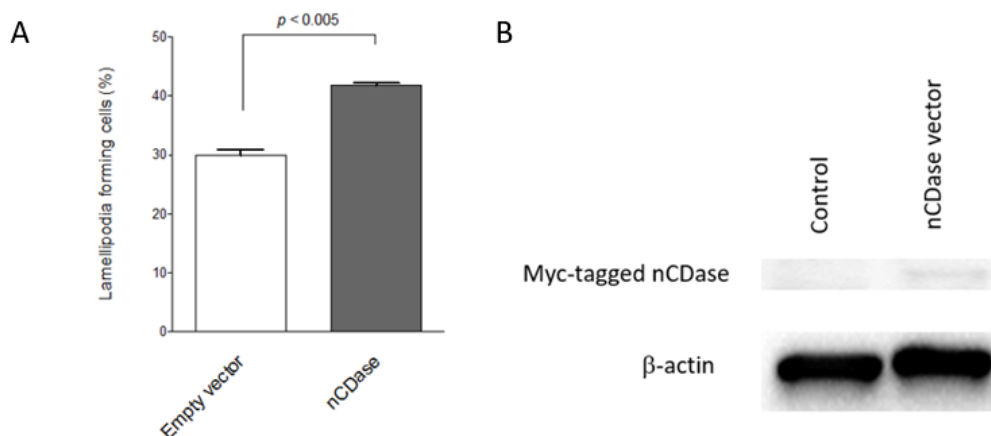 A
p < 0.005
Lamellipodia forming cells (%)
50
40
30
20
10
0
Empty vector
nCDase
B
Control
nCDase vector
Myc-tagged nCDase
β-actin